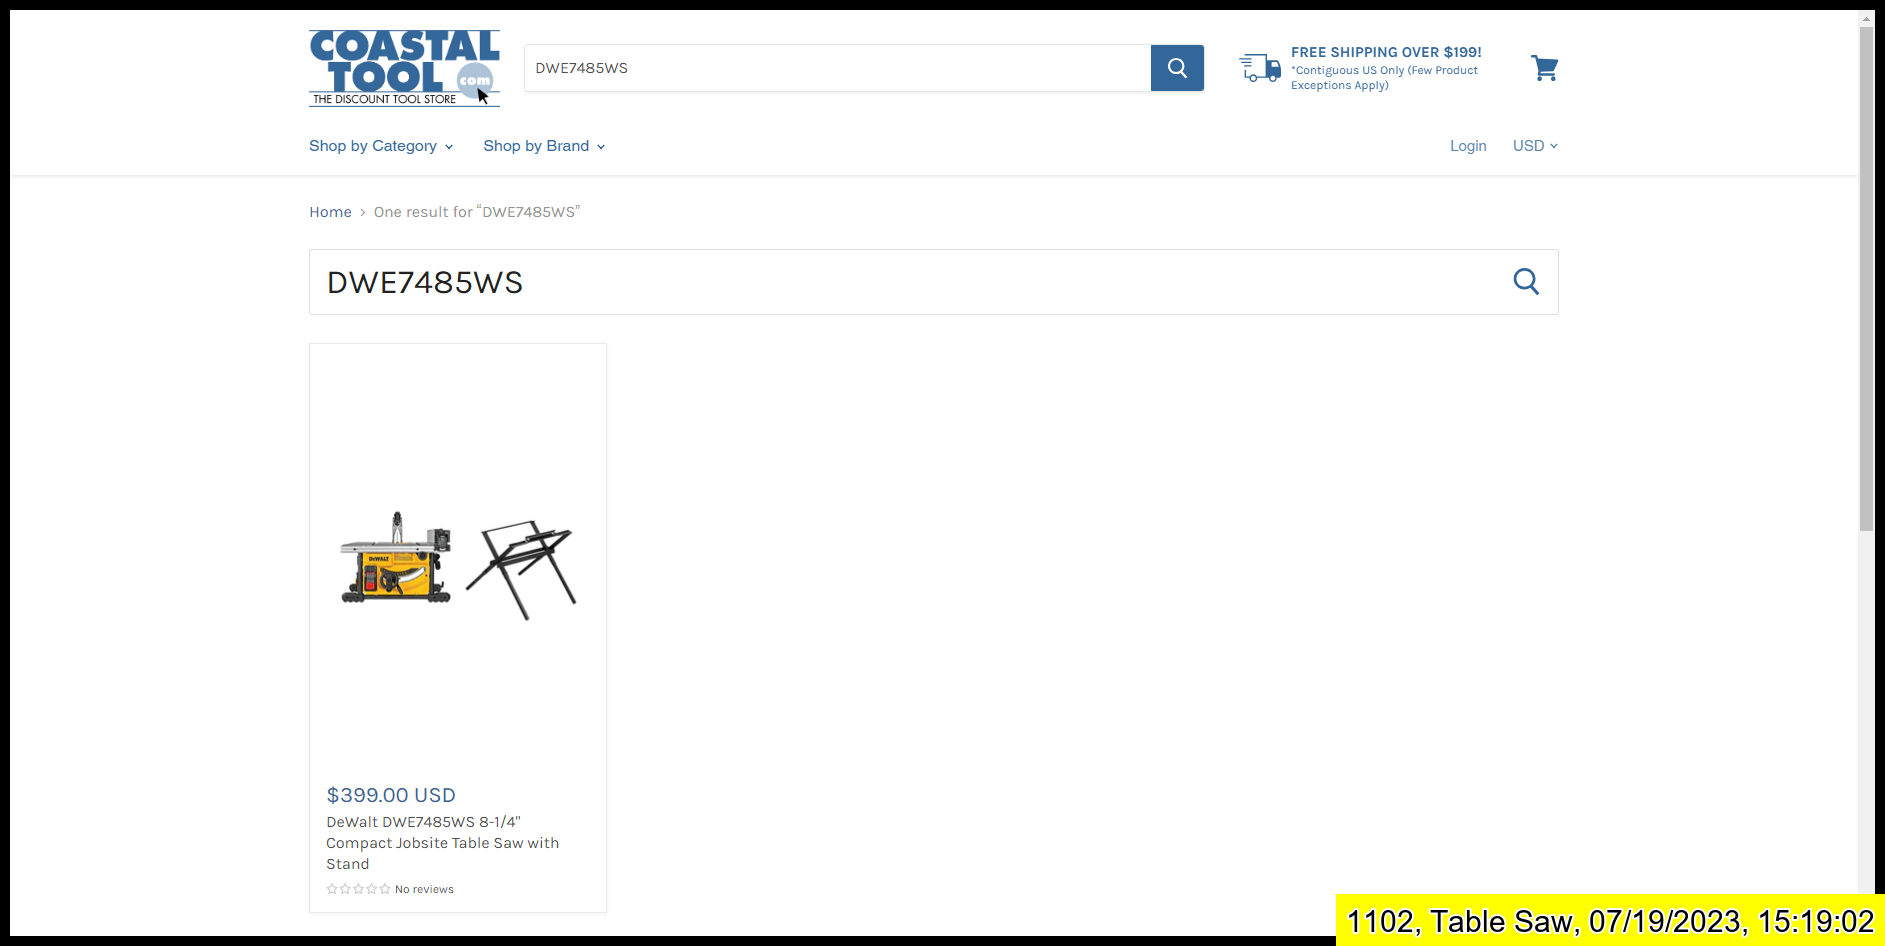 COASTAL
TOOL com
THE DISCOUNT TOOL STORE
DWE7485WS
FREE SHIPPING OVER $199!
*Contiguous US Only (Few Product
Exceptions Apply)
Shop by Category
Shop by Brand
Login
USD
Home › One result for “DWE7485WS”
DWE7485WS
DEWALT
$399.00 USD
DeWalt DWE7485WS 8-1/4"
Compact Jobsite Table Saw with
Stand
No reviews
1102, Table Saw, 07/19/2023, 15:19:02